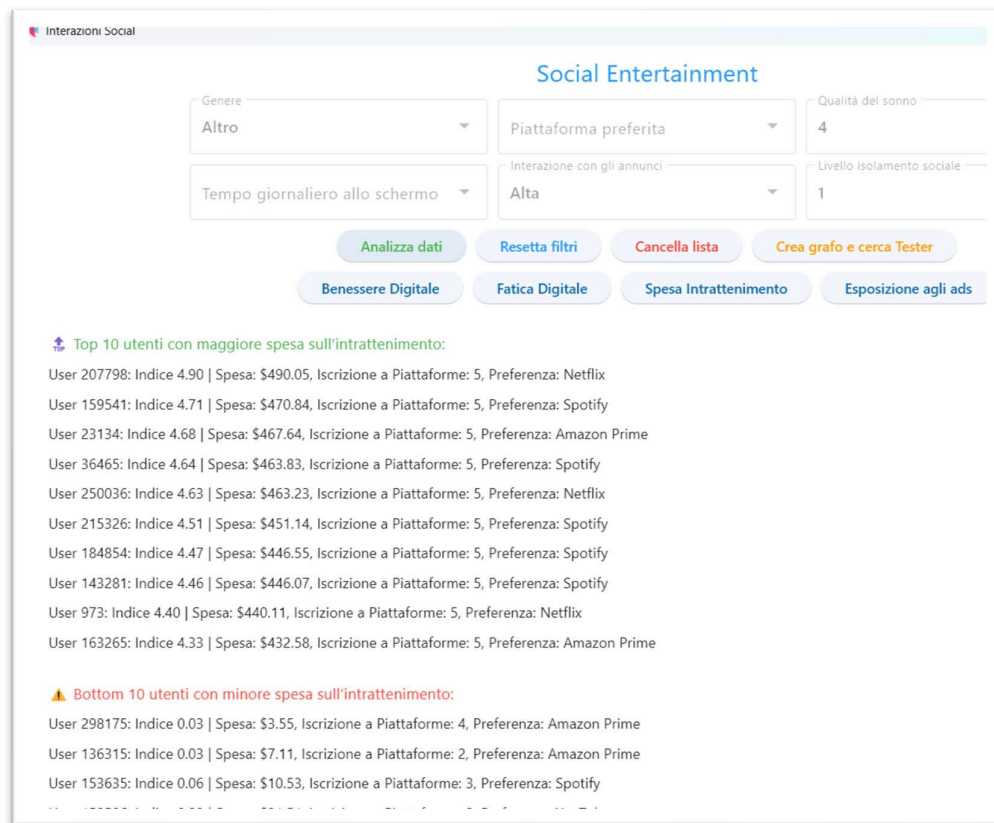 Interazioni Social
Social Entertainment
Genere
Altro
Piattaforma preferita
Qualità del sonno
4
Tempo giornaliero allo schermo
Interazione con gli annunci
Alta
Livello isolamento sociale
1
Analizza dati
Resetta filtri
Cancella lista
Crea grafo e cerca Tester
Benessere Digitale
Fatica Digitale
Spesa Intrattenimento
Esposizione agli ads
TOP Top 10 utenti con maggiore spesa sull'intrattenimento:
User 207798: Indice 4.90 | Spesa: $490.05, Iscrizione a Piattaforme: 5, Preferenza: Netflix
User 159541: Indice 4.71 | Spesa: $470.84, Iscrizione a Piattaforme: 5, Preferenza: Spotify
User 23134: Indice 4.68 | Spesa: $467.64, Iscrizione a Piattaforme: 5, Preferenza: Amazon Prime
User 36465: Indice 4.64 | Spesa: $463.83, Iscrizione a Piattaforme: 5, Preferenza: Spotify
User 250036: Indice 4.63 | Spesa: $463.23, Iscrizione a Piattaforme: 5, Preferenza: Netflix
User 215326: Indice 4.51 | Spesa: $451.14, Iscrizione a Piattaforme: 5, Preferenza: Spotify
User 184854: Indice 4.47 | Spesa: $446.55, Iscrizione a Piattaforme: 5, Preferenza: Spotify
User 143281: Indice 4.46 | Spesa: $446.07, Iscrizione a Piattaforme: 5, Preferenza: Spotify
User 973: Indice 4.40 | Spesa: $440.11, Iscrizione a Piattaforme: 5, Preferenza: Netflix
User 163265: Indice 4.33 | Spesa: $432.58, Iscrizione a Piattaforme: 5, Preferenza: Amazon Prime
Bottom 10 utenti con minore spesa sull'intrattenimento:
User 298175: Indice 0.03 | Spesa: $3.55, Iscrizione a Piattaforme: 4, Preferenza: Amazon Prime
User 136315: Indice 0.03 | Spesa: $7.11, Iscrizione a Piattaforme: 2, Preferenza: Amazon Prime
User 153635: Indice 0.06 | Spesa: $10.53, Iscrizione a Piattaforme: 3, Preferenza: Spotify